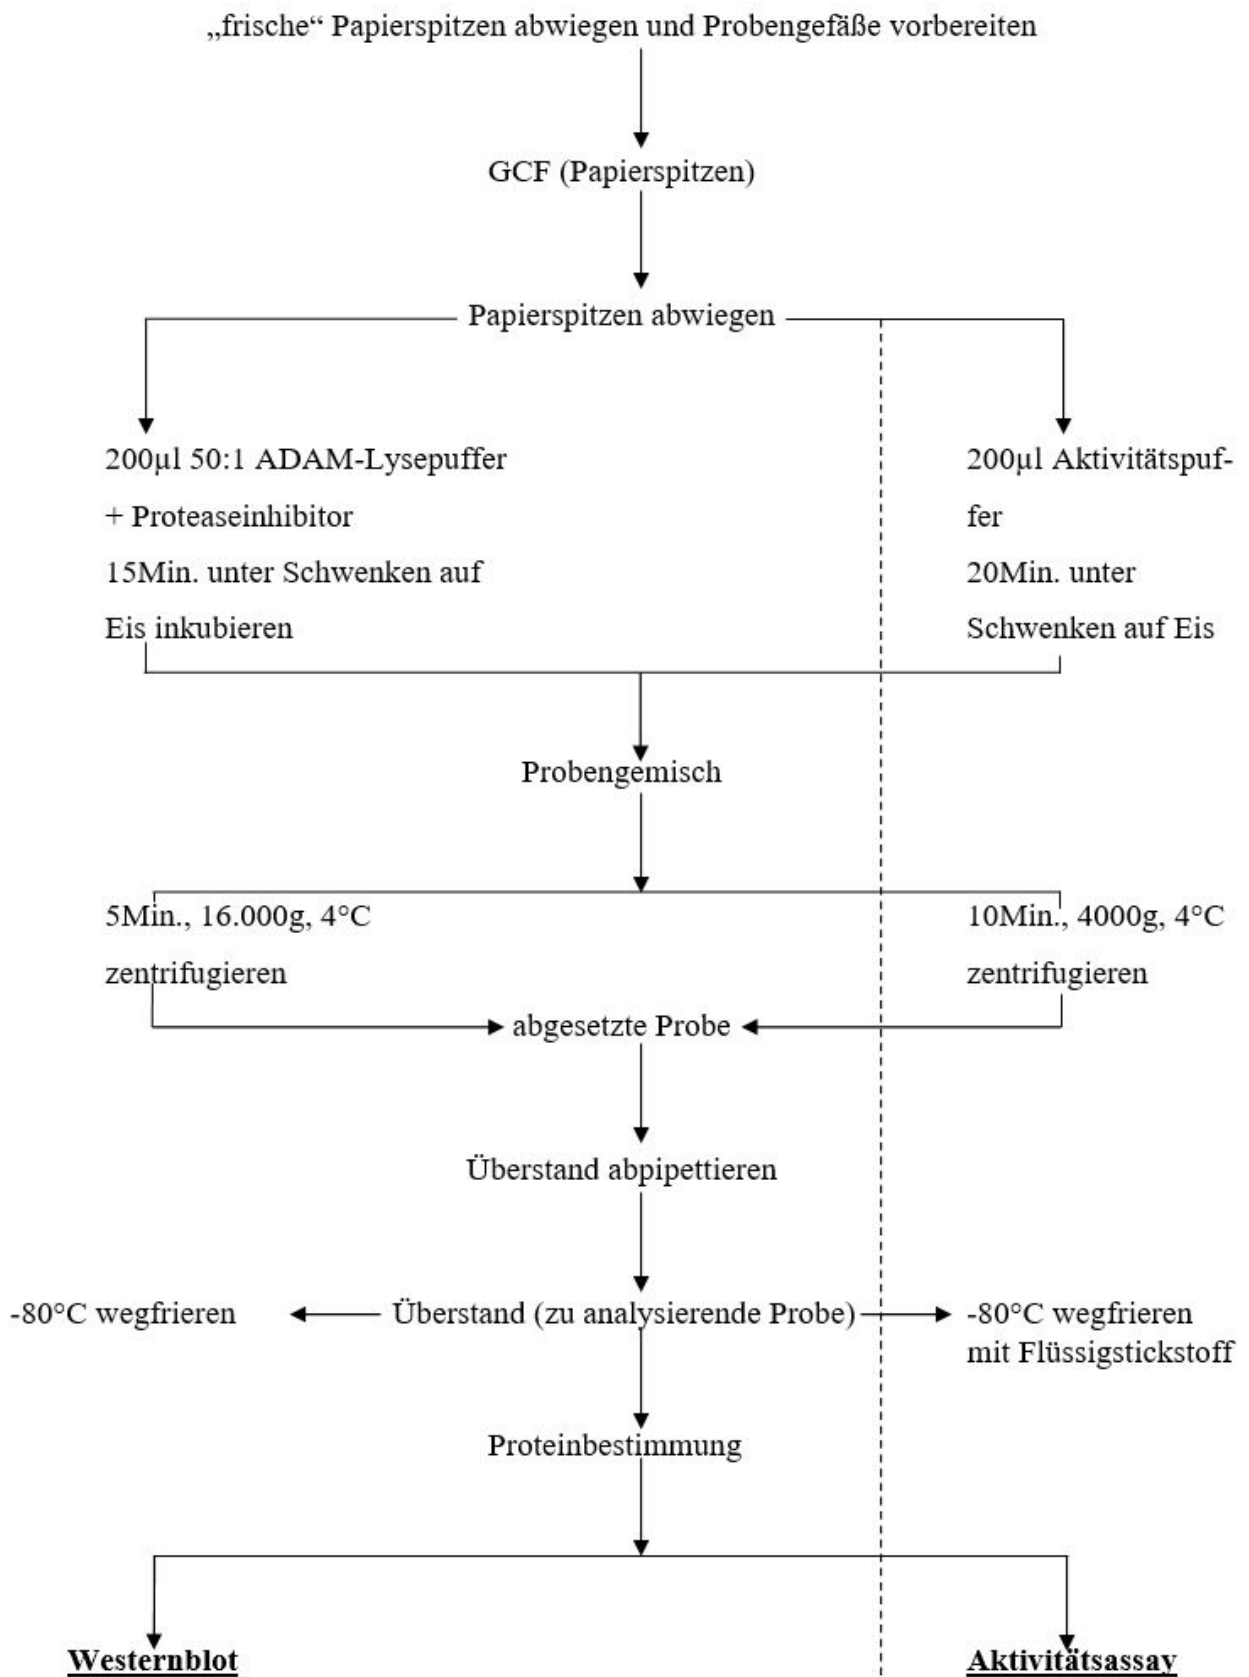 „frische“ Papierspitzen abwiegen und Probengefäße vorbereiten
GCF (Papierspitzen)
Papierspitzen abwiegen
200µl 50:1 ADAM-Lysepuffer
+ Proteaseinhibitor
15Min. unter Schwenken auf
Eis inkubieren
200µl Aktivitätspuf-
fer
20Min. unter
Schwenken auf Eis
Probengemisch
5Min., 16.000g, 4°C
zentrifugieren
10Min., 4000g, 4°C
zentrifugieren
abgesetzte Probe
Überstand abpipettieren
-80°C wegfrieren
Überstand (zu analysierende Probe)
-80°C wegfrieren
mit Flüssigstickstoff
Proteinbestimmung
Westernblot
Aktivitätsassay